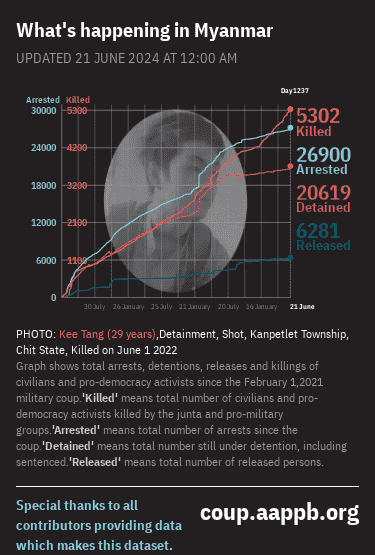 What's happening in Myanmar
UPDATED 21 JUNE 2024 AT 12:00 AM
Day1237
Arrested Killed
30000 5300
24000 4200
18000 3200
12000 2100
6000 1100
0
5302
Killed
26900
Arrested
20619
Detained
6281
Released
30 July 26 January 25 July 21 January 20 July 16 January 21 June
PHOTO: Kee Tang (29 years),Detainment, Shot, Kanpetlet Township,
Chit State, Killed on June 1 2022
Graph shows total arrests, detentions, releases and killings of
civilians and pro-democracy activists since the February 1,2021
military coup.'Killed' means total number of civilians and pro-
democracy activists killed by the junta and pro-military
groups.'Arrested' means total number of arrests since the
coup.'Detained' means total number still under detention, including
sentenced.'Released' means total number of released persons.
Special thanks to all
contributors providing data
which makes this dataset.
coup.aappb.org